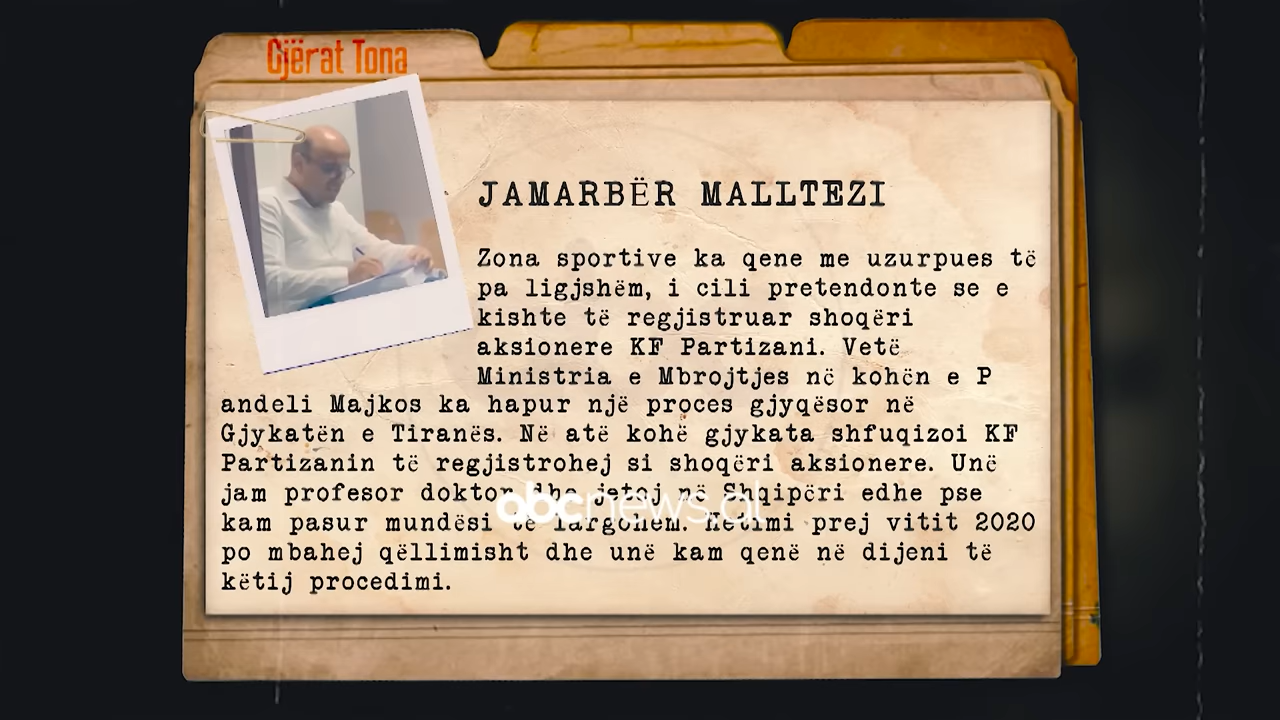 Gjërat Tona
JAMARBËR MALLTEZI
Zona sportive ka qene me uzurpues të
pa ligjshëm, i cili pretendonte se e
kishte të regjistruar shoqëri
aksionere KF Partizani. Vetë
Ministria e Mbrojtjes në kohën e P
andeli Majkos ka hapur një proces gjyqësor në
Gjykatën e Tiranës. Në atë kohë gjykata shfuqizoi KF
Partizanin të regjistrohej si shoqëri aksionere. Unë
jam profesor doktor dhe jetoj në Shqipëri edhe pse
abcnews.al
kam pasur mundësi të largohem. Hetimi prej vitit 2020
po mbahej qëllimisht dhe unë kam qenë në dijeni të
këtij procedimi.